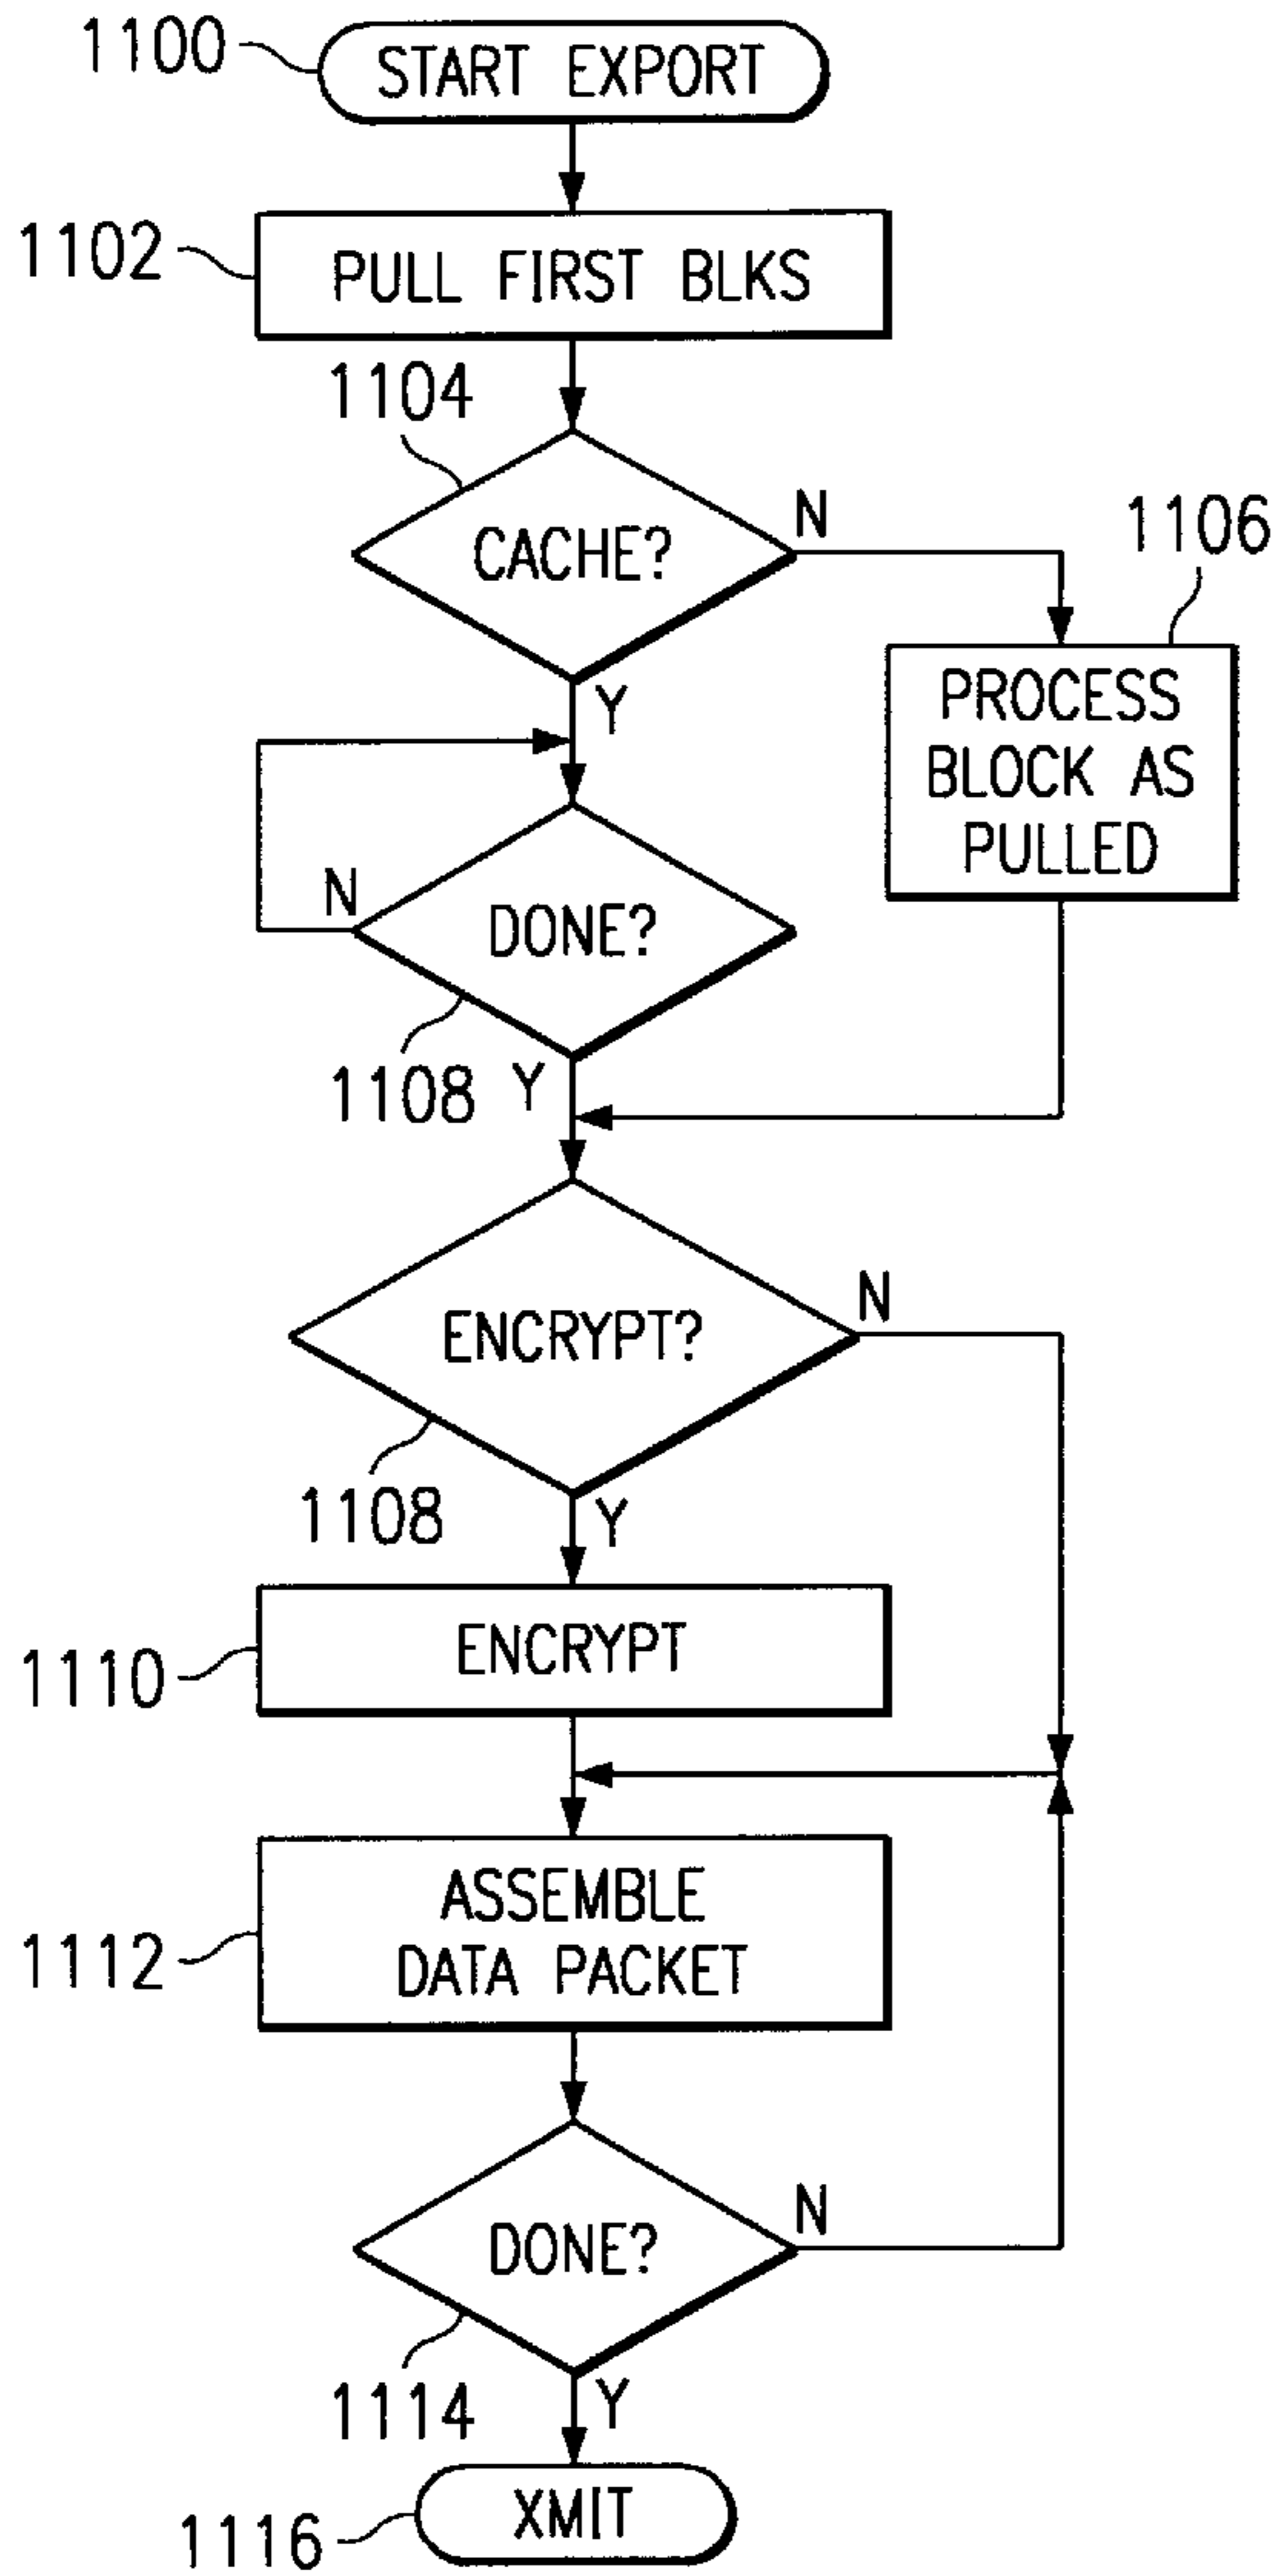 1100
START EXPORT
1102
PULL FIRST BLKS
1104
CACHE?
N
1106
Y
PROCESS
BLOCK AS
PULLED
N
DONE?
1108
Y
ENCRYPT?
N
1108
Y
1110
ENCRYPT
1112
ASSEMBLE
DATA PACKET
DONE?
N
1114
Y
1116
XMIT